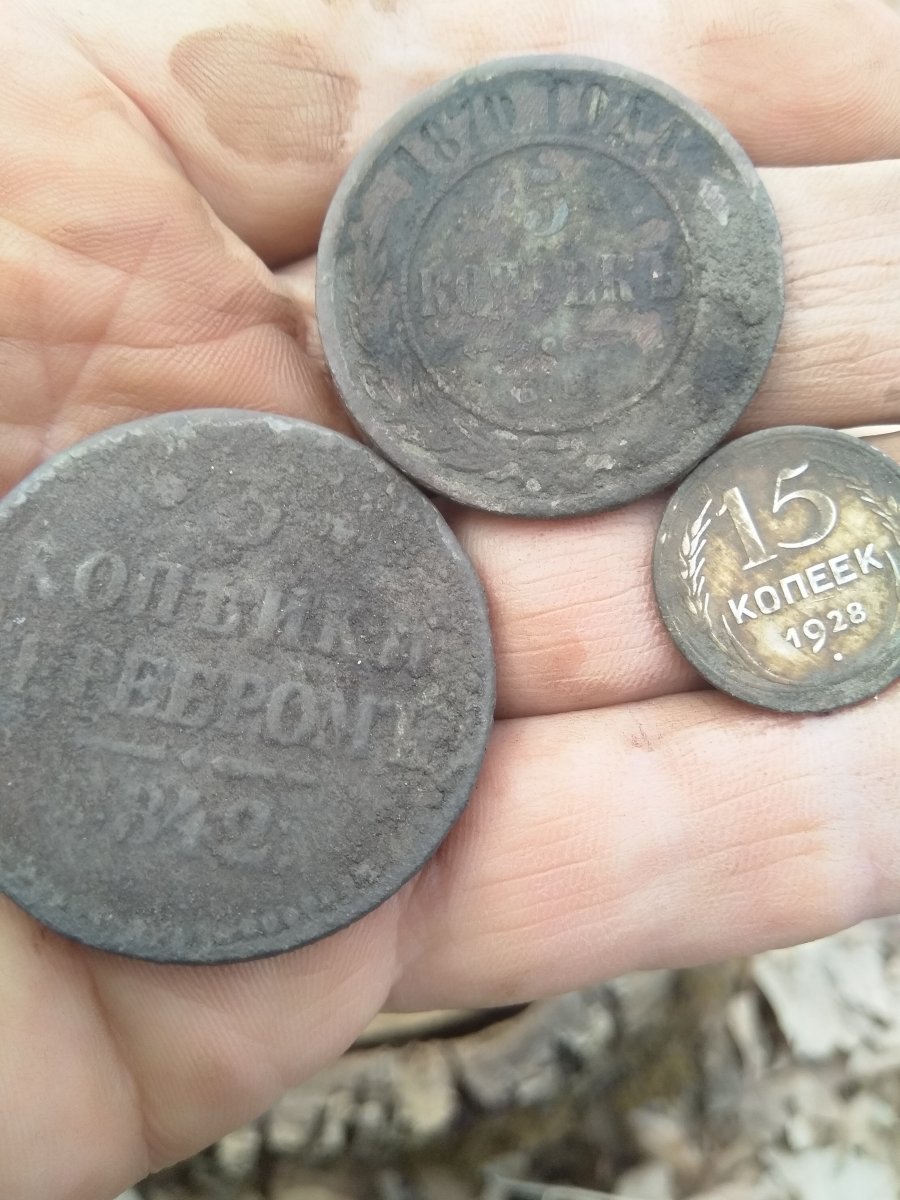 1870 ГОДА
5
КОПѢЕКЪ
15
КОПЕЕК
1928
3
КОПѢЙКИ
СЕРЕБРОМЪ
1842